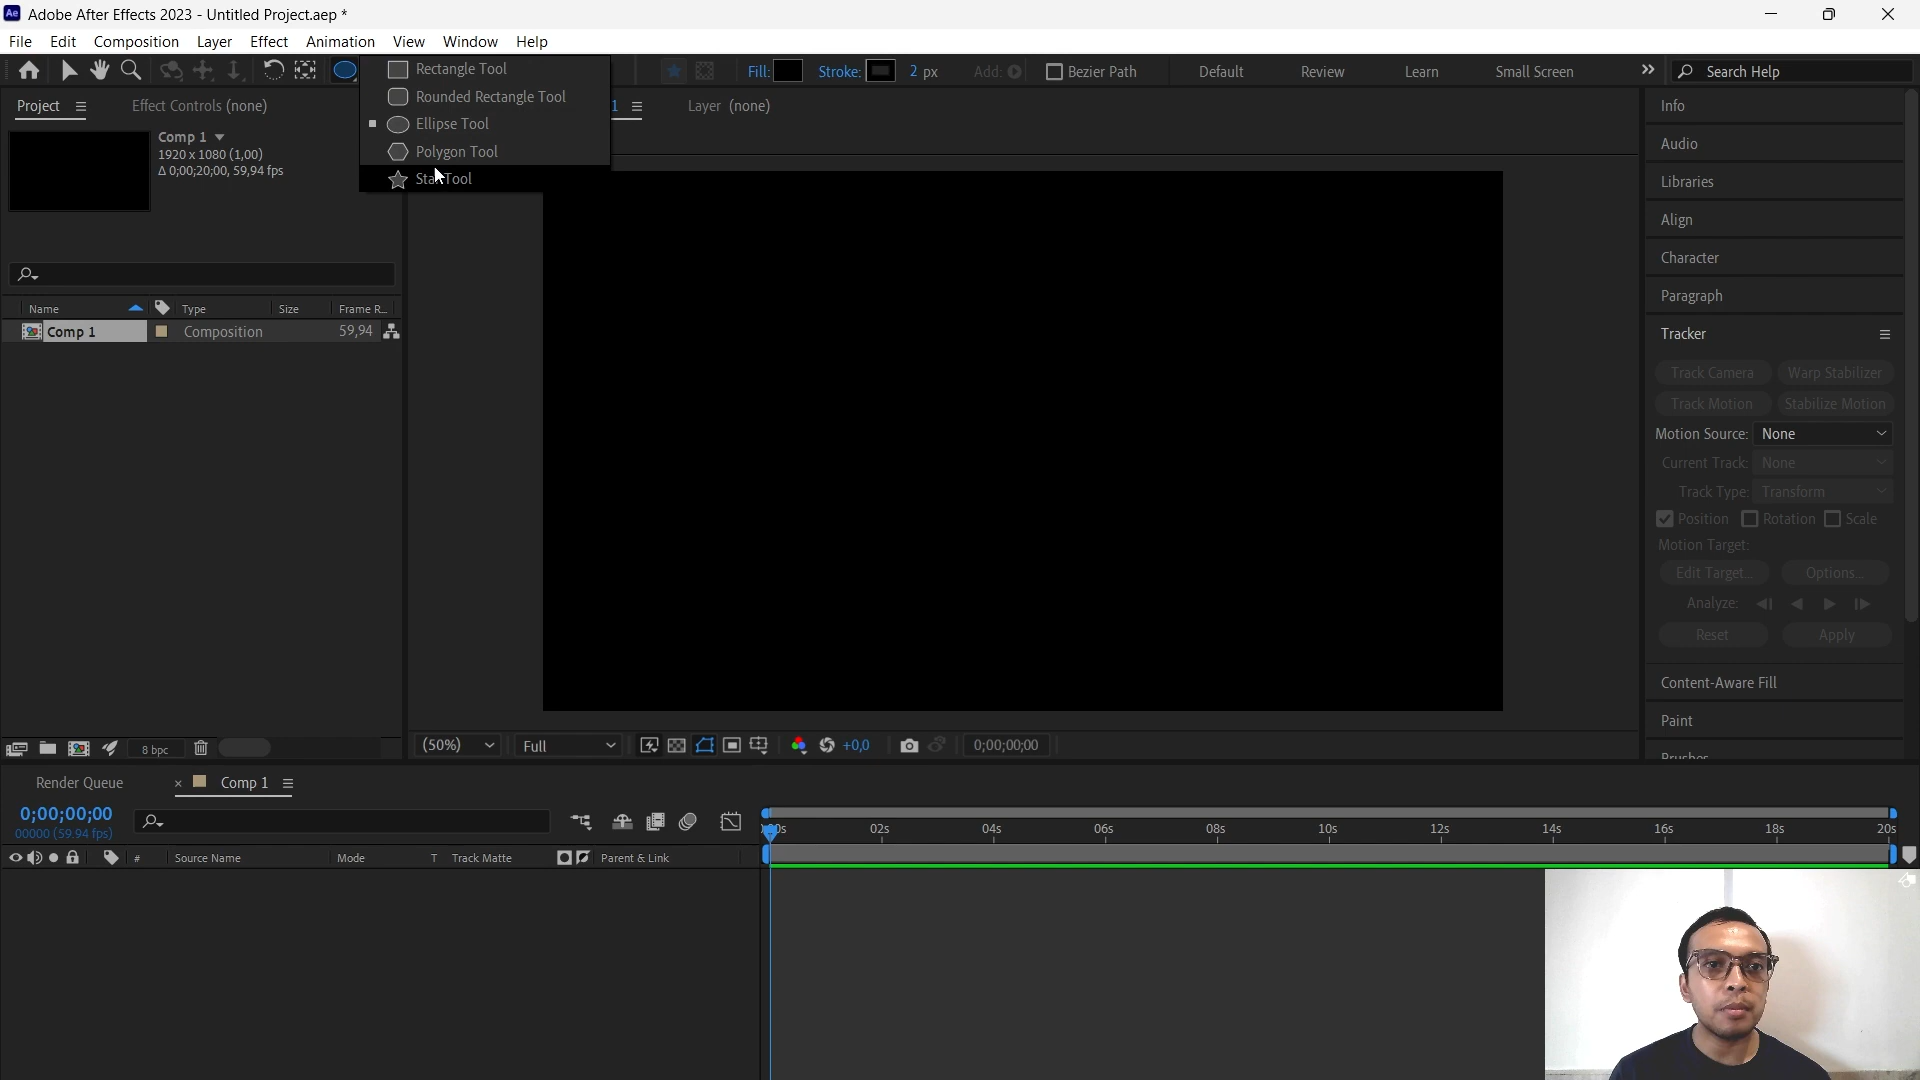 Ae Adobe After Effects 2023 - Untitled Project.aep *
File Edit Composition Layer Effect Animation View Window Help
Fill: Stroke: 2 px Add: Bezier Path Default Review Learn Small Screen Search Help
Rectangle Tool
Rounded Rectangle Tool
Ellipse Tool
Polygon Tool
Tool
Project Effect Controls (none) 1 Layer (none)
Comp 1
1920 x 1080 (1,00)
Δ 0;00;20;00, 59,94 fps
Name Type Size Frame R...
Comp 1 Composition 59,94
8 bpc
(50%) Full +0,0 0;00;00;00
Info
Audio
Libraries
Align
Character
Paragraph
Tracker
Track Camera Warp Stabilizer
Track Motion Stabilize Motion
Motion Source: None
Current Track: None
Track Type: Transform
Position Rotation Scale
Motion Target:
Edit Target... Options...
Analyze:
Reset Apply
Content-Aware Fill
Paint
Render Queue × Comp 1
0;00;00;00
00000 (59.94 fps)
02s 04s 06s 08s 10s 12s 14s 16s 18s 20s
# Source Name Mode T Track Matte Parent & Link